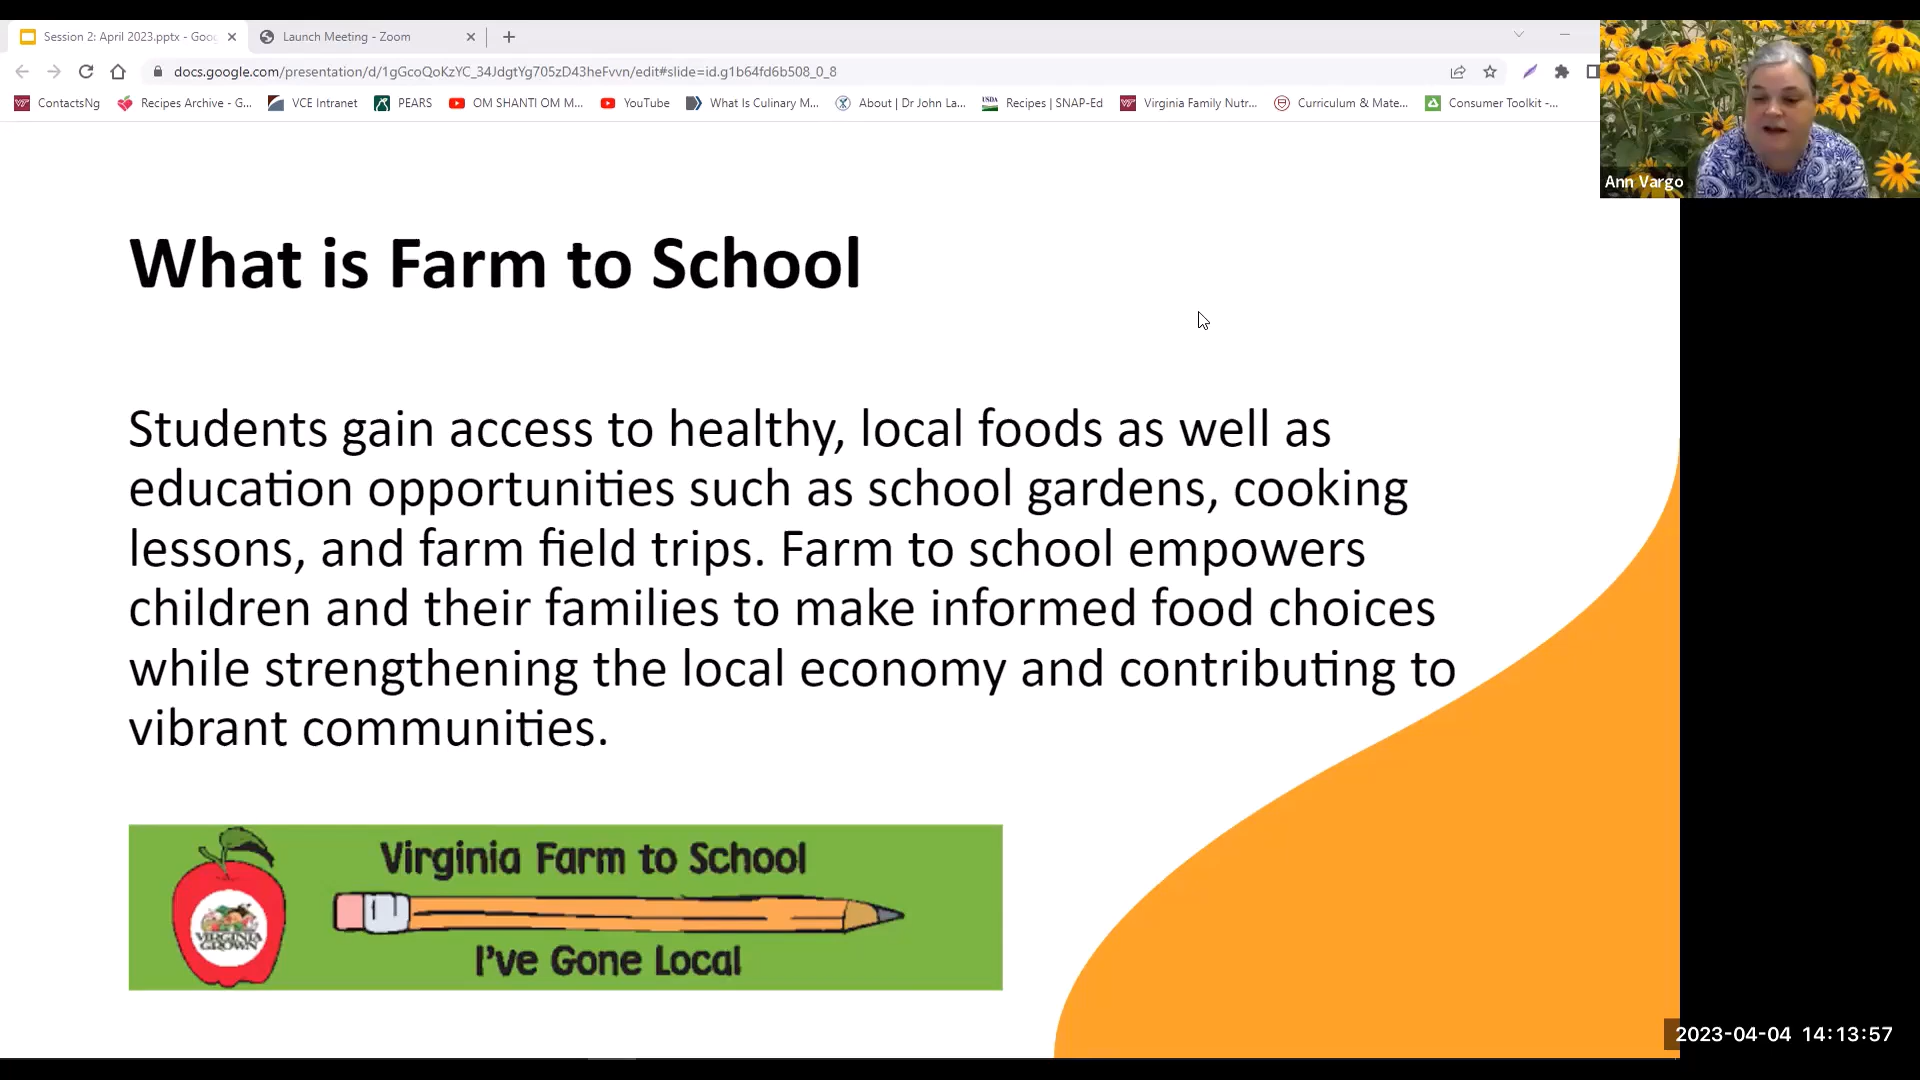 Session 2: April 2023.pptx - Goo
Launch Meeting - Zoom
docs.google.com/presentation/d/1gGcoQoKzYC_34JdgtYg705zD43heFvvn/edit#slide=id.g1b64fd6b508_0_8
ContactsNg Recipes Archive - G... VCE Intranet PEARS OM SHANTI OM M... YouTube What Is Culinary M... About | Dr John La... USDA Recipes | SNAP-Ed Virginia Family Nutr... Curriculum & Mate... Consumer Toolkit -...
Ann Vargo
What is Farm to School
Students gain access to healthy, local foods as well as
education opportunities such as school gardens, cooking
lessons, and farm field trips. Farm to school empowers
children and their families to make informed food choices
while strengthening the local economy and contributing to
vibrant communities.
Virginia Farm to School
VIRGINIA
GROWN
I've Gone Local
2023-04-04 14:13:57